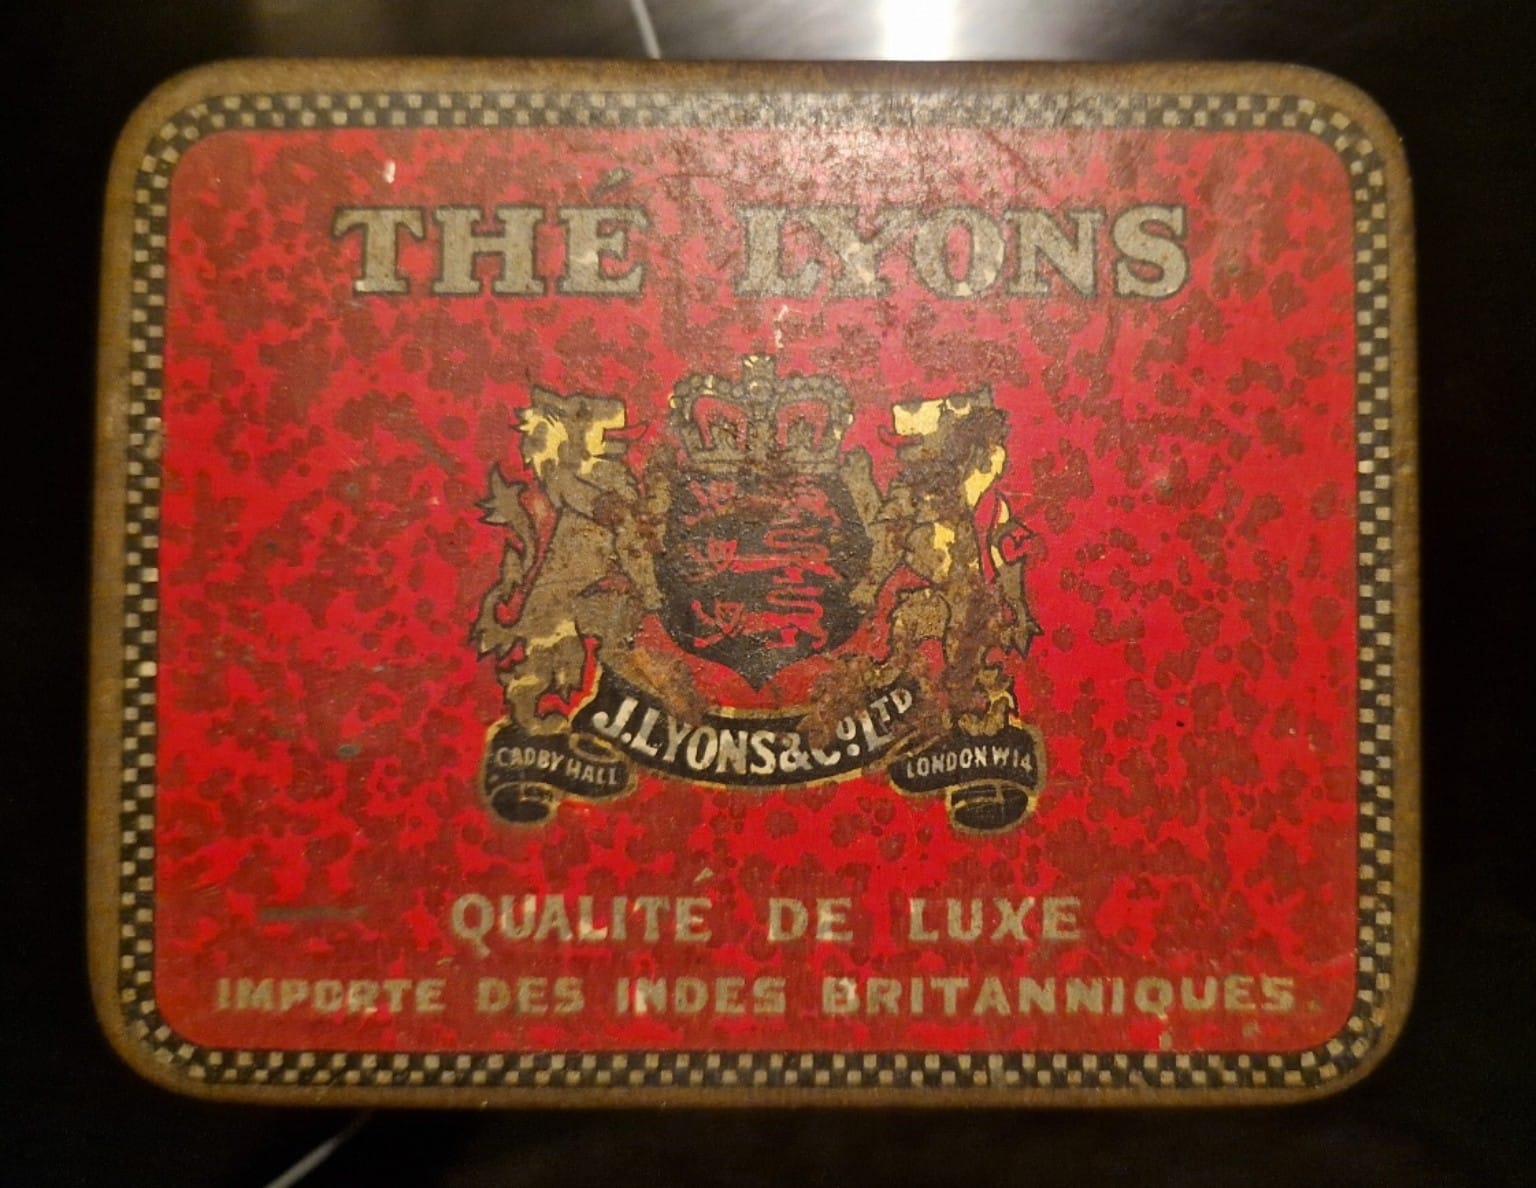 THÉ LYONS
J. LYONS & Cº. LTD
CADBY HALL
LONDON W14
QUALITÉ DE LUXE
IMPORTE DES INDES BRITANNIQUES.